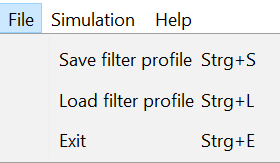 File Simulation Help
Save filter profile Strg+S
Load filter profile Strg+L
Exit Strg+E